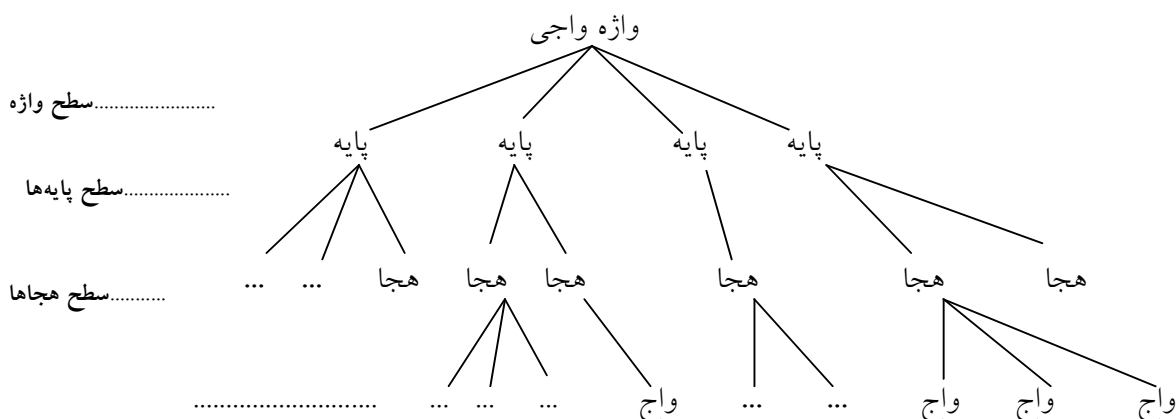 واژه واجی
سطح واژه........................
پایه پایه پایه پایه
سطح پایه‌ها.....................
هجا هجا هجا هجا هجا هجا ... ...
سطح هجاها...........
واج واج واج ... ... واج ... ... ... ..............................